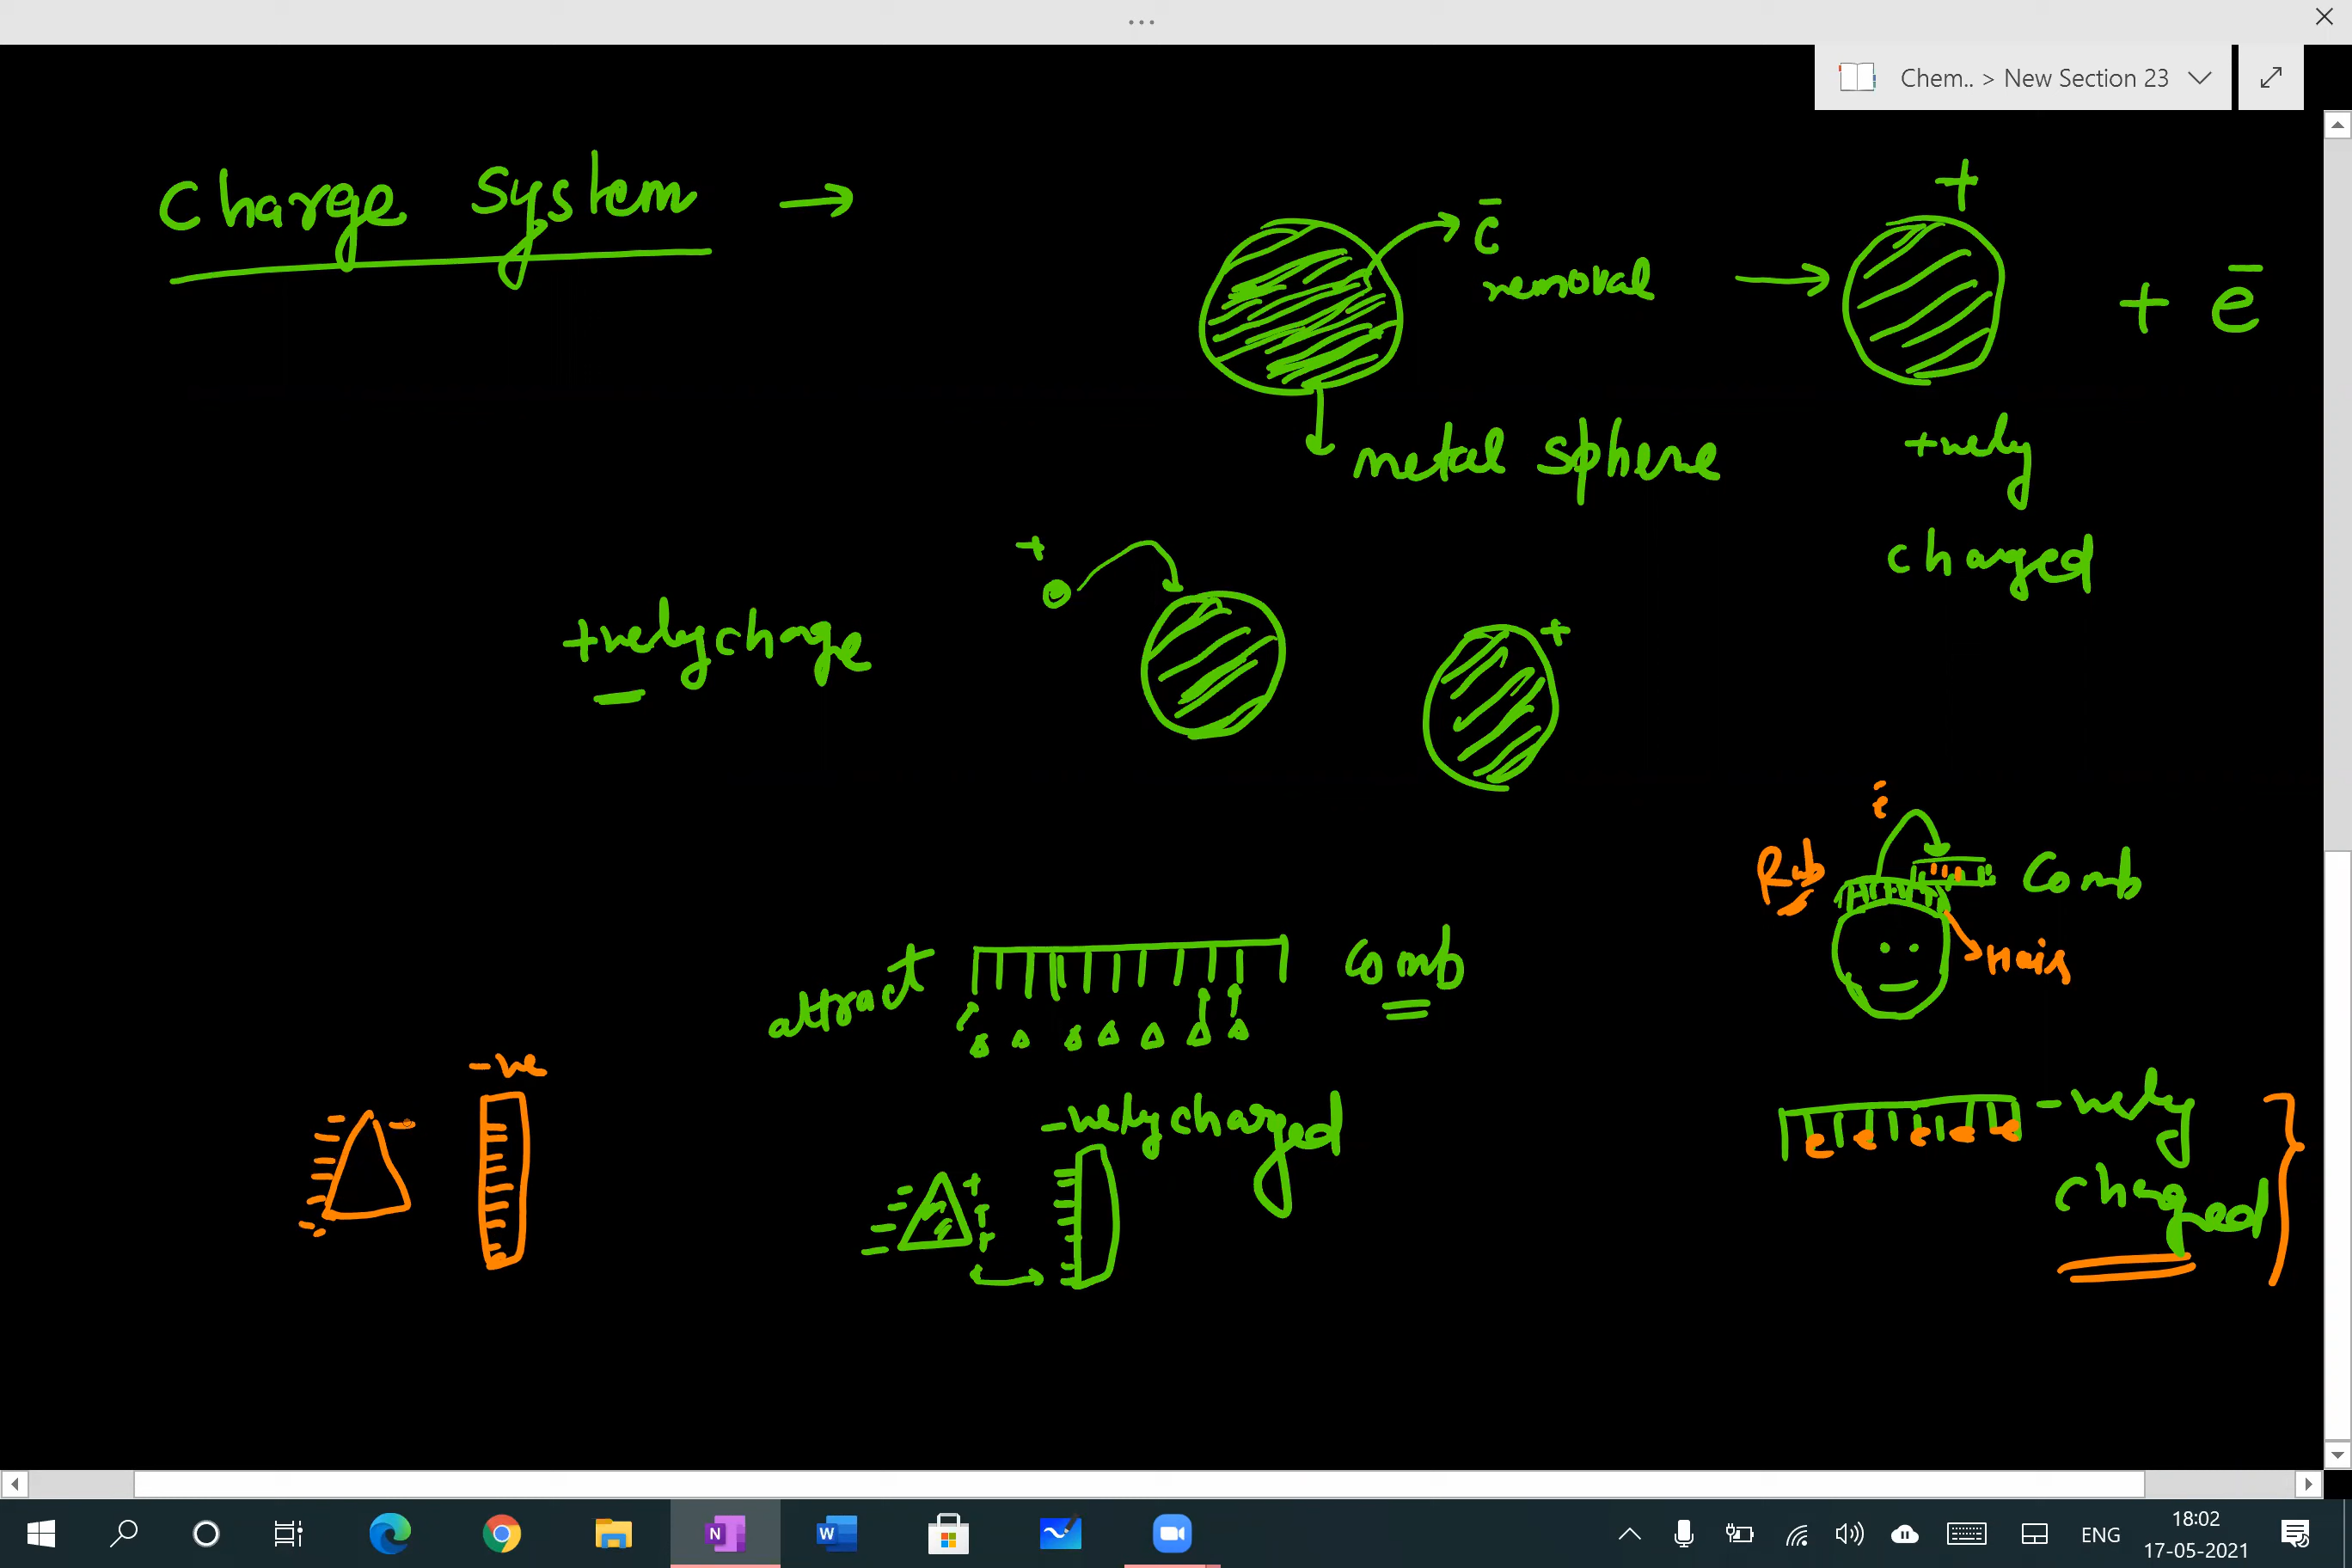 ...
Chem.. > New Section 23
Charge system →
ē
removal → + + ē
metal sphere
+vely
charged
+
+vely charge
+
ē
Rub
Comb
Hair
attract
Comb
-ve
-vely charged
+
+
+
e e e e e
-vely
charged
ENG
18:02
17-05-2021